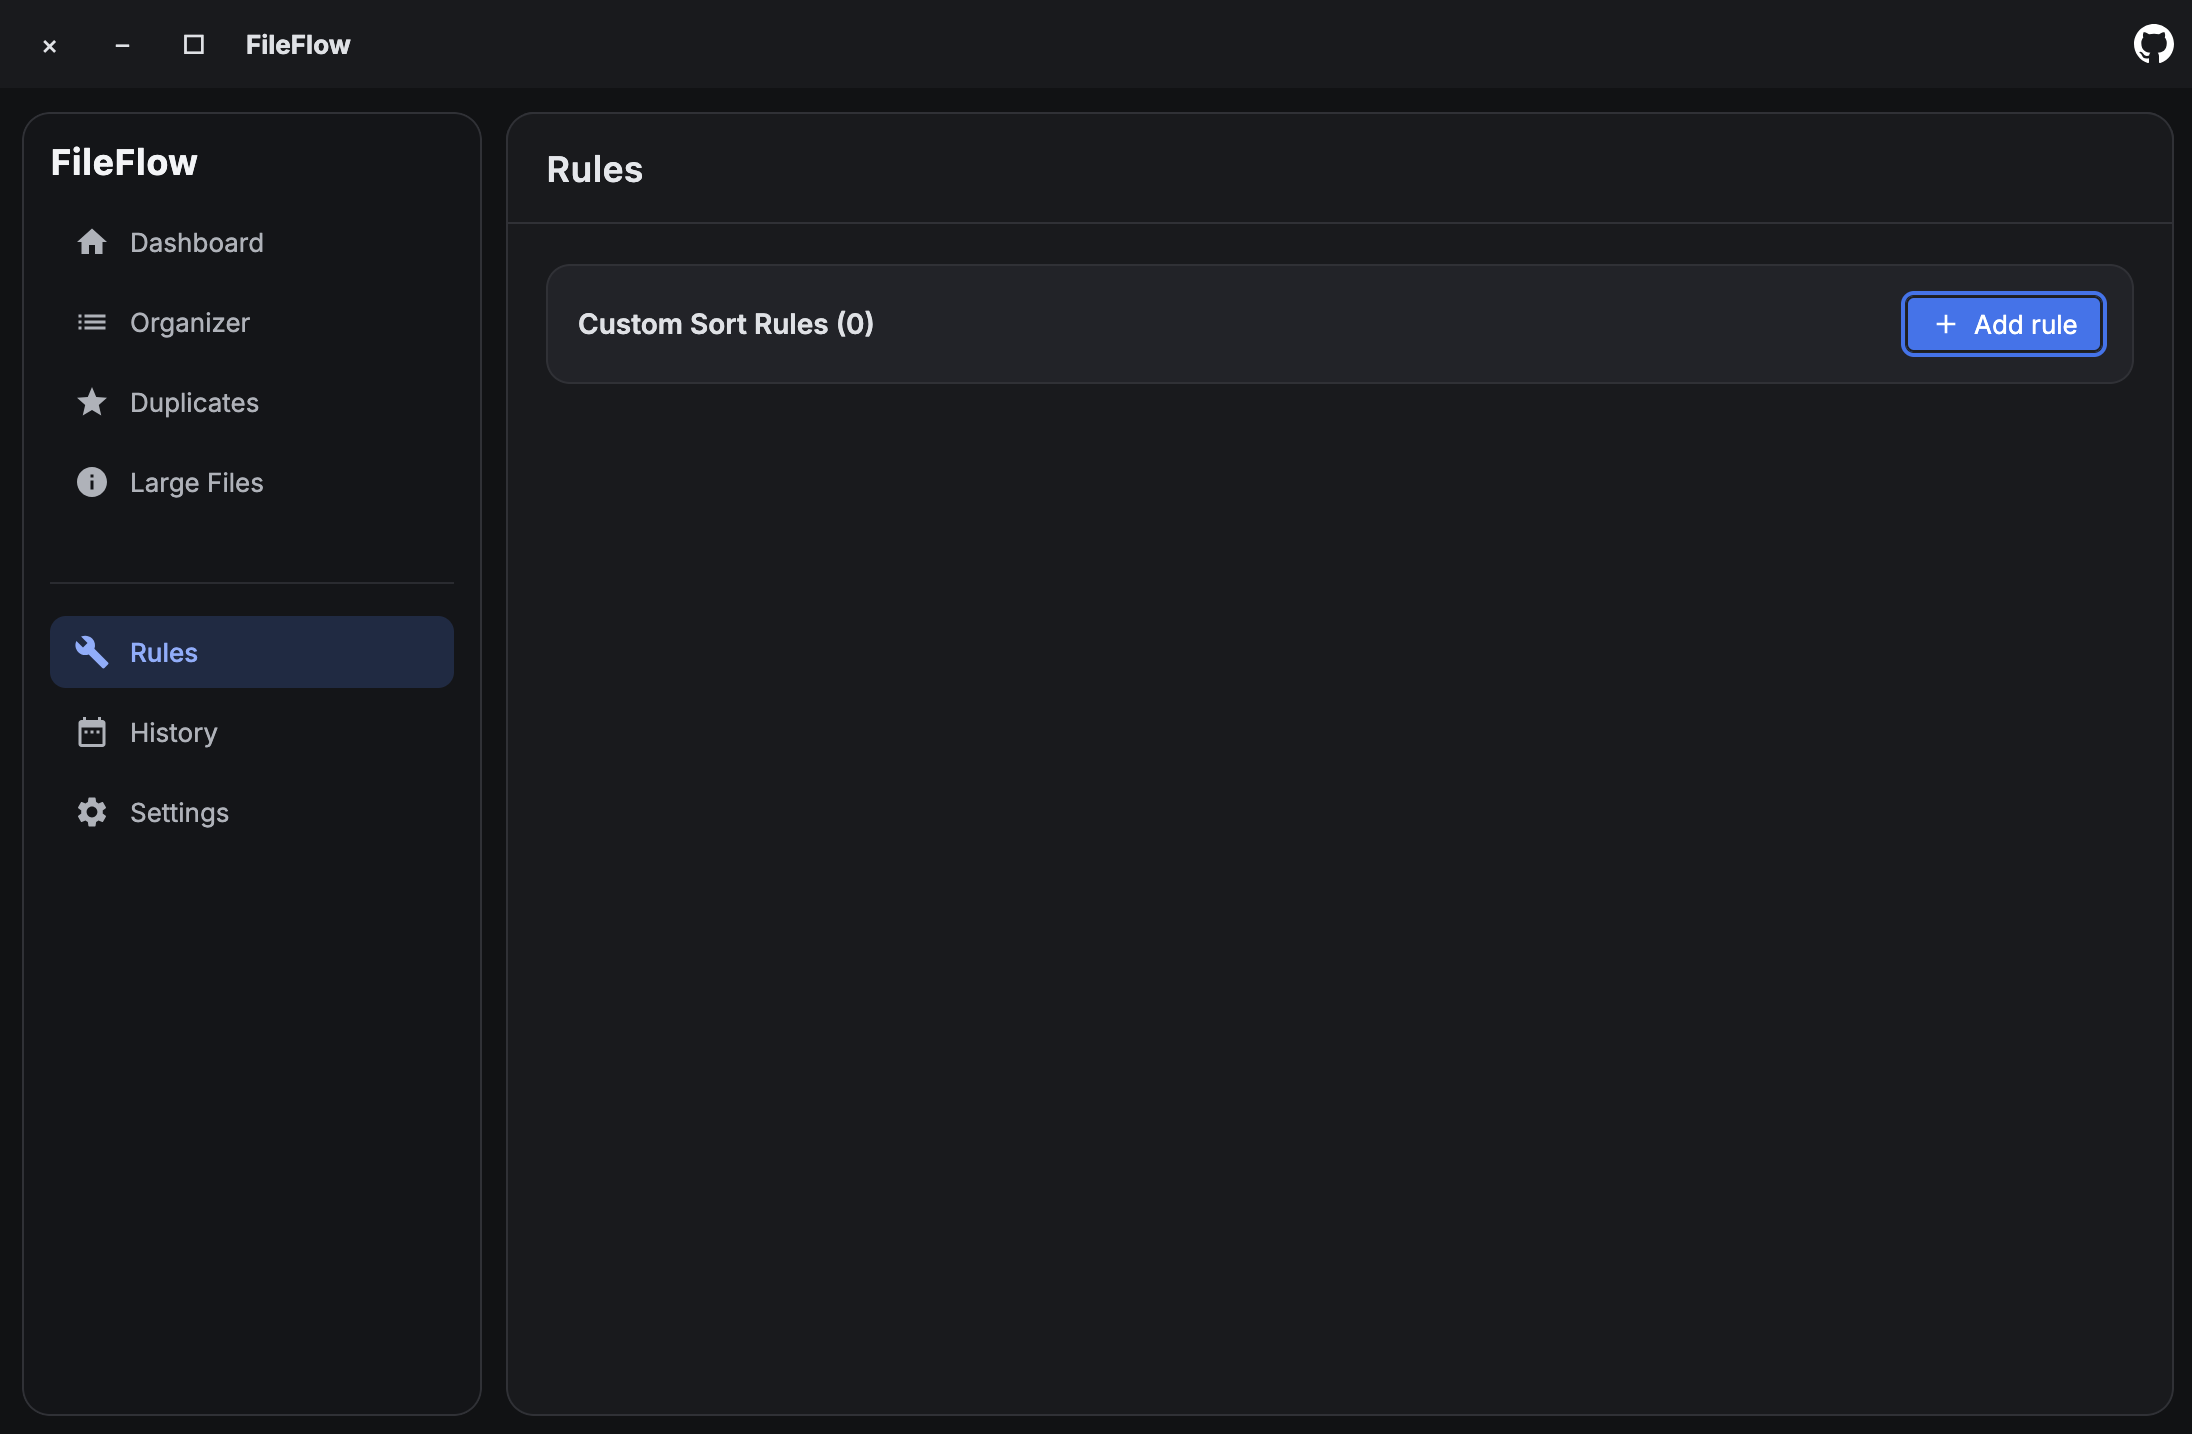 FileFlow
FileFlow
Dashboard
Organizer
Duplicates
Large Files
Rules
History
Settings
Rules
Custom Sort Rules (0)
Add rule